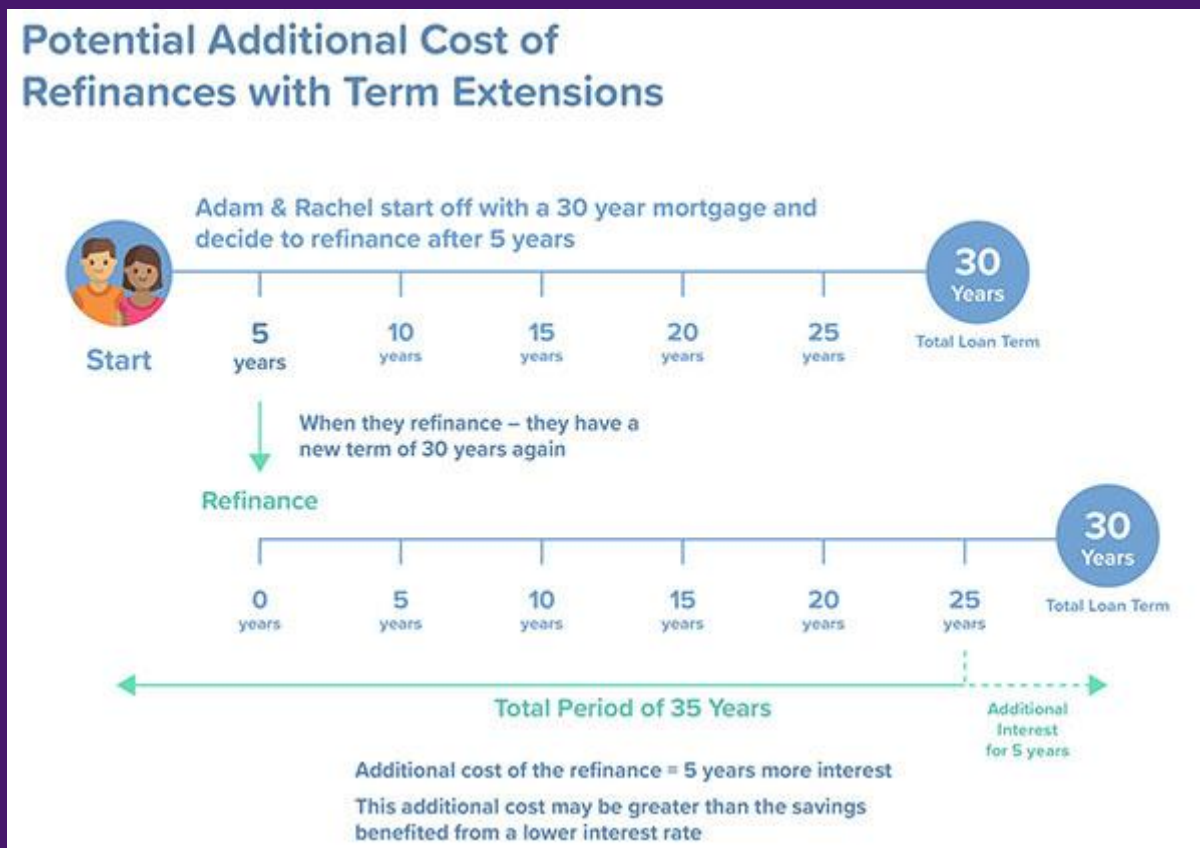 Potential Additional Cost of
Refinances with Term Extensions
Adam & Rachel start off with a 30 year mortgage and
decide to refinance after 5 years
Start
5
years
10
years
15
years
20
years
25
years
30
Years
Total Loan Term
When they refinance – they have a
new term of 30 years again
Refinance
0
years
5
years
10
years
15
years
20
years
25
years
30
Years
Total Loan Term
Total Period of 35 Years
Additional
Interest
for 5 years
Additional cost of the refinance = 5 years more interest
This additional cost may be greater than the savings
benefited from a lower interest rate